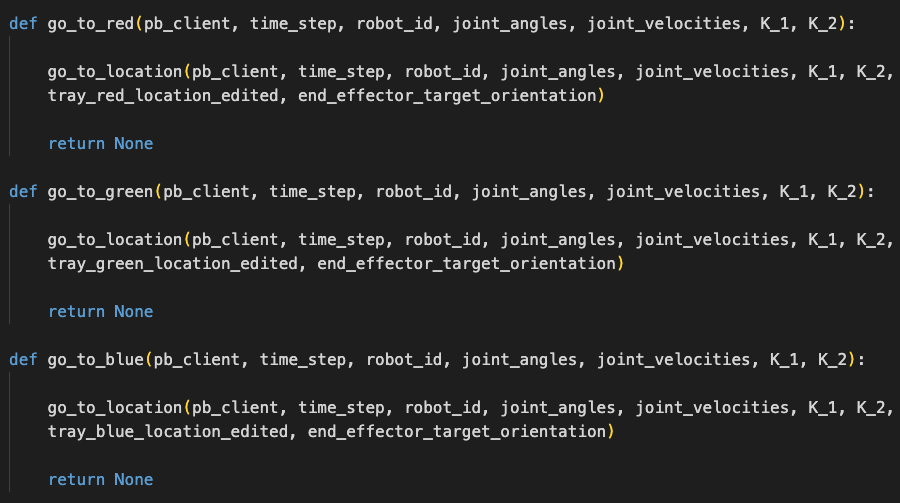 def go_to_red(pb_client, time_step, robot_id, joint_angles, joint_velocities, K_1, K_2):
go_to_location(pb_client, time_step, robot_id, joint_angles, joint_velocities, K_1, K_2,
tray_red_location_edited, end_effector_target_orientation)
return None
def go_to_green(pb_client, time_step, robot_id, joint_angles, joint_velocities, K_1, K_2):
go_to_location(pb_client, time_step, robot_id, joint_angles, joint_velocities, K_1, K_2,
tray_green_location_edited, end_effector_target_orientation)
return None
def go_to_blue(pb_client, time_step, robot_id, joint_angles, joint_velocities, K_1, K_2):
go_to_location(pb_client, time_step, robot_id, joint_angles, joint_velocities, K_1, K_2,
tray_blue_location_edited, end_effector_target_orientation)
return None